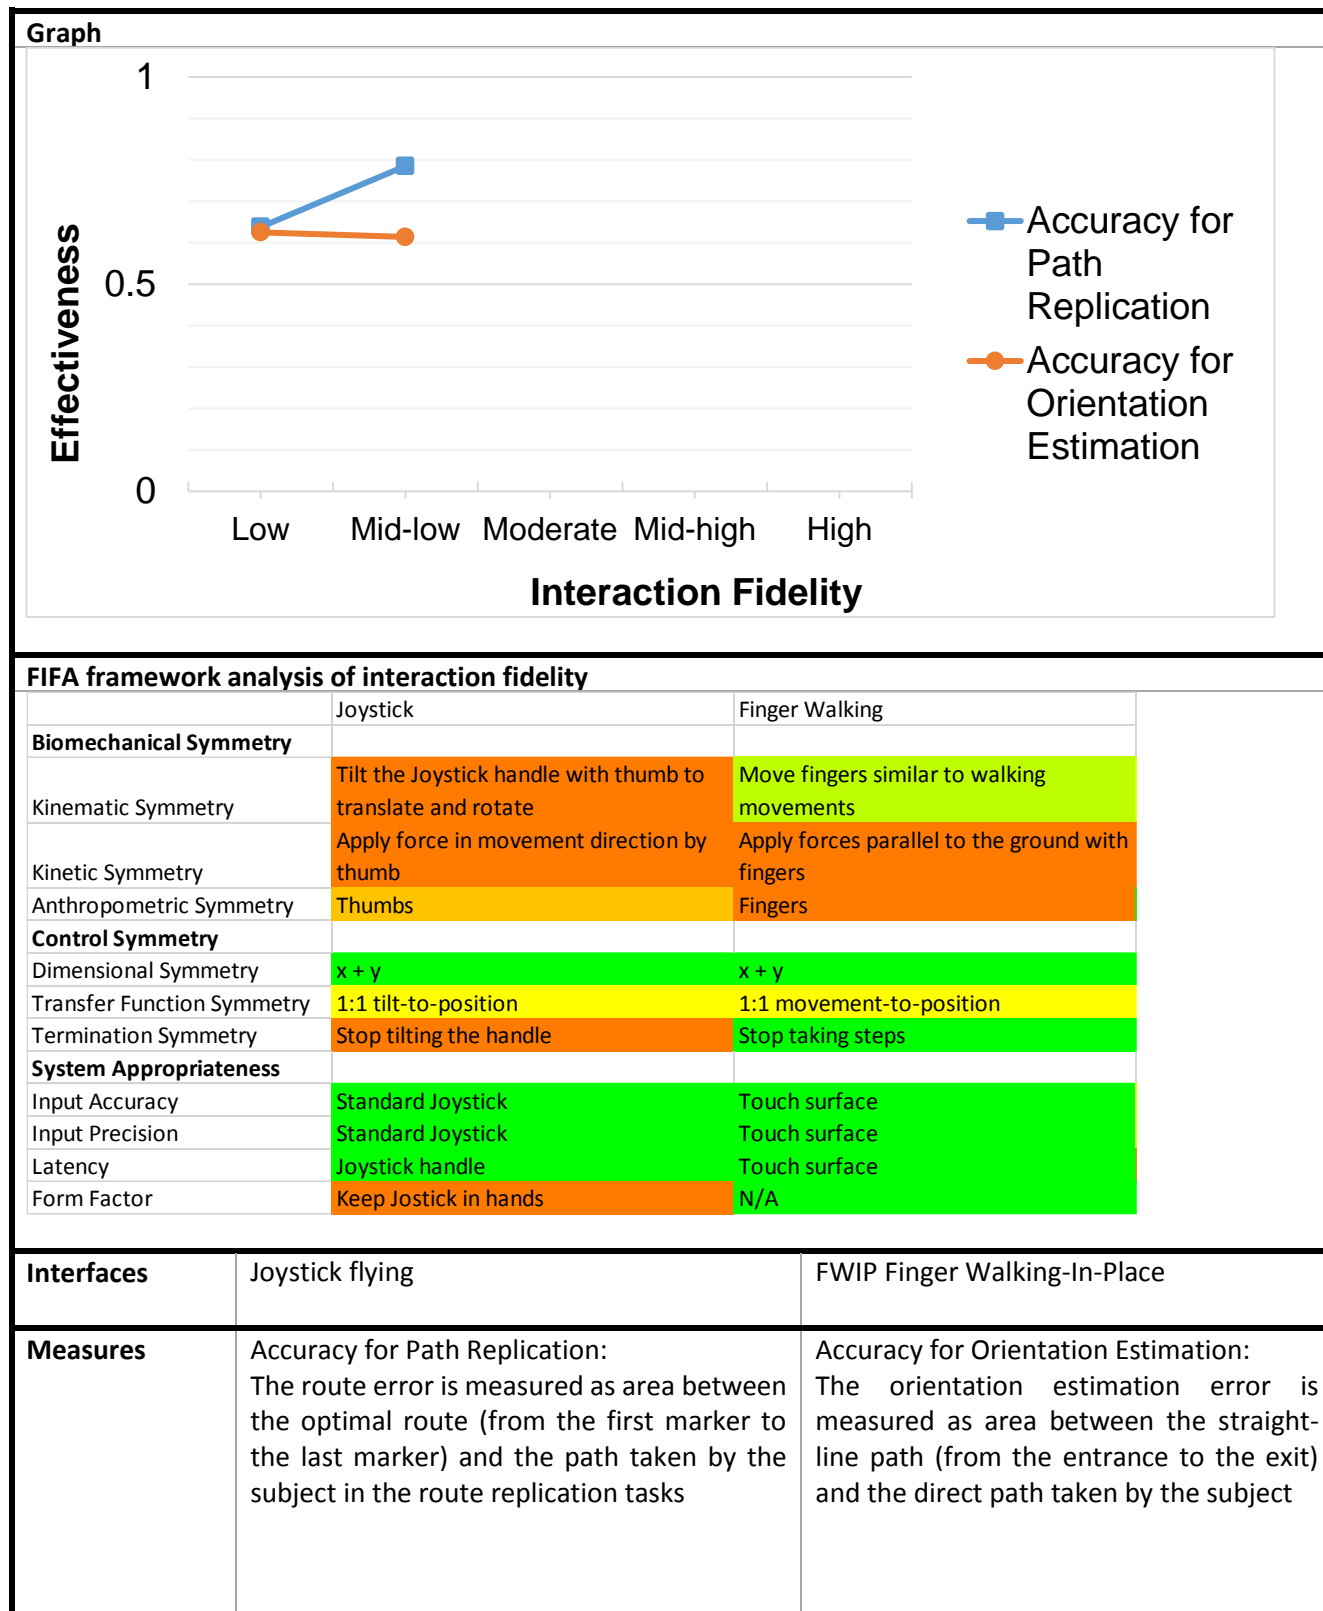 Graph
1
0.5
0
Effectiveness
Low Mid-low Moderate Mid-high High
Interaction Fidelity
Accuracy for
Path
Replication
Accuracy for
Orientation
Estimation
FIFA framework analysis of interaction fidelity
Joystick Finger Walking
Biomechanical Symmetry
Kinematic Symmetry
Tilt the Joystick handle with thumb to
translate and rotate
Move fingers similar to walking
movements
Kinetic Symmetry
Apply force in movement direction by
thumb
Apply forces parallel to the ground with
fingers
Anthropometric Symmetry Thumbs Fingers
Control Symmetry
Dimensional Symmetry x + y x + y
Transfer Function Symmetry 1:1 tilt-to-position 1:1 movement-to-position
Termination Symmetry Stop tilting the handle Stop taking steps
System Appropriateness
Input Accuracy Standard Joystick Touch surface
Input Precision Standard Joystick Touch surface
Latency Joystick handle Touch surface
Form Factor Keep Jostick in hands N/A
Interfaces Joystick flying FWIP Finger Walking-In-Place
Measures
Accuracy for Path Replication:
The route error is measured as area between
the optimal route (from the first marker to
the last marker) and the path taken by the
subject in the route replication tasks
Accuracy for Orientation Estimation:
The orientation estimation error is
measured as area between the straight-
line path (from the entrance to the exit)
and the direct path taken by the subject